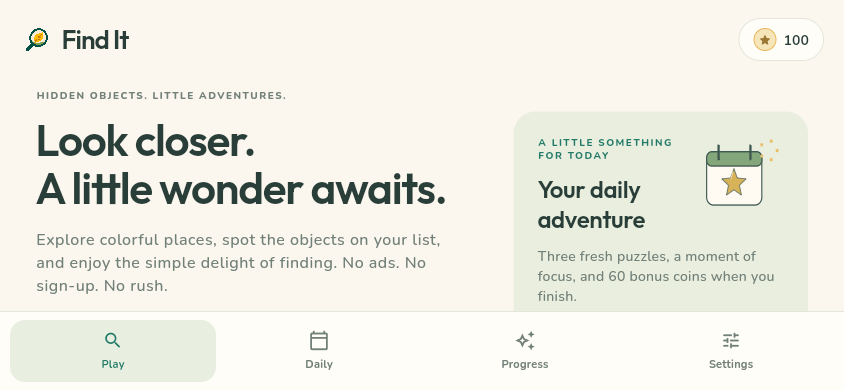 Find It
100
HIDDEN OBJECTS. LITTLE ADVENTURES.
Look closer.
A little wonder awaits.
Explore colorful places, spot the objects on your list,
and enjoy the simple delight of finding. No ads. No
sign-up. No rush.
A LITTLE SOMETHING
FOR TODAY
Your daily
adventure
Three fresh puzzles, a moment of
focus, and 60 bonus coins when you
finish.
Play
Daily
Progress
Settings